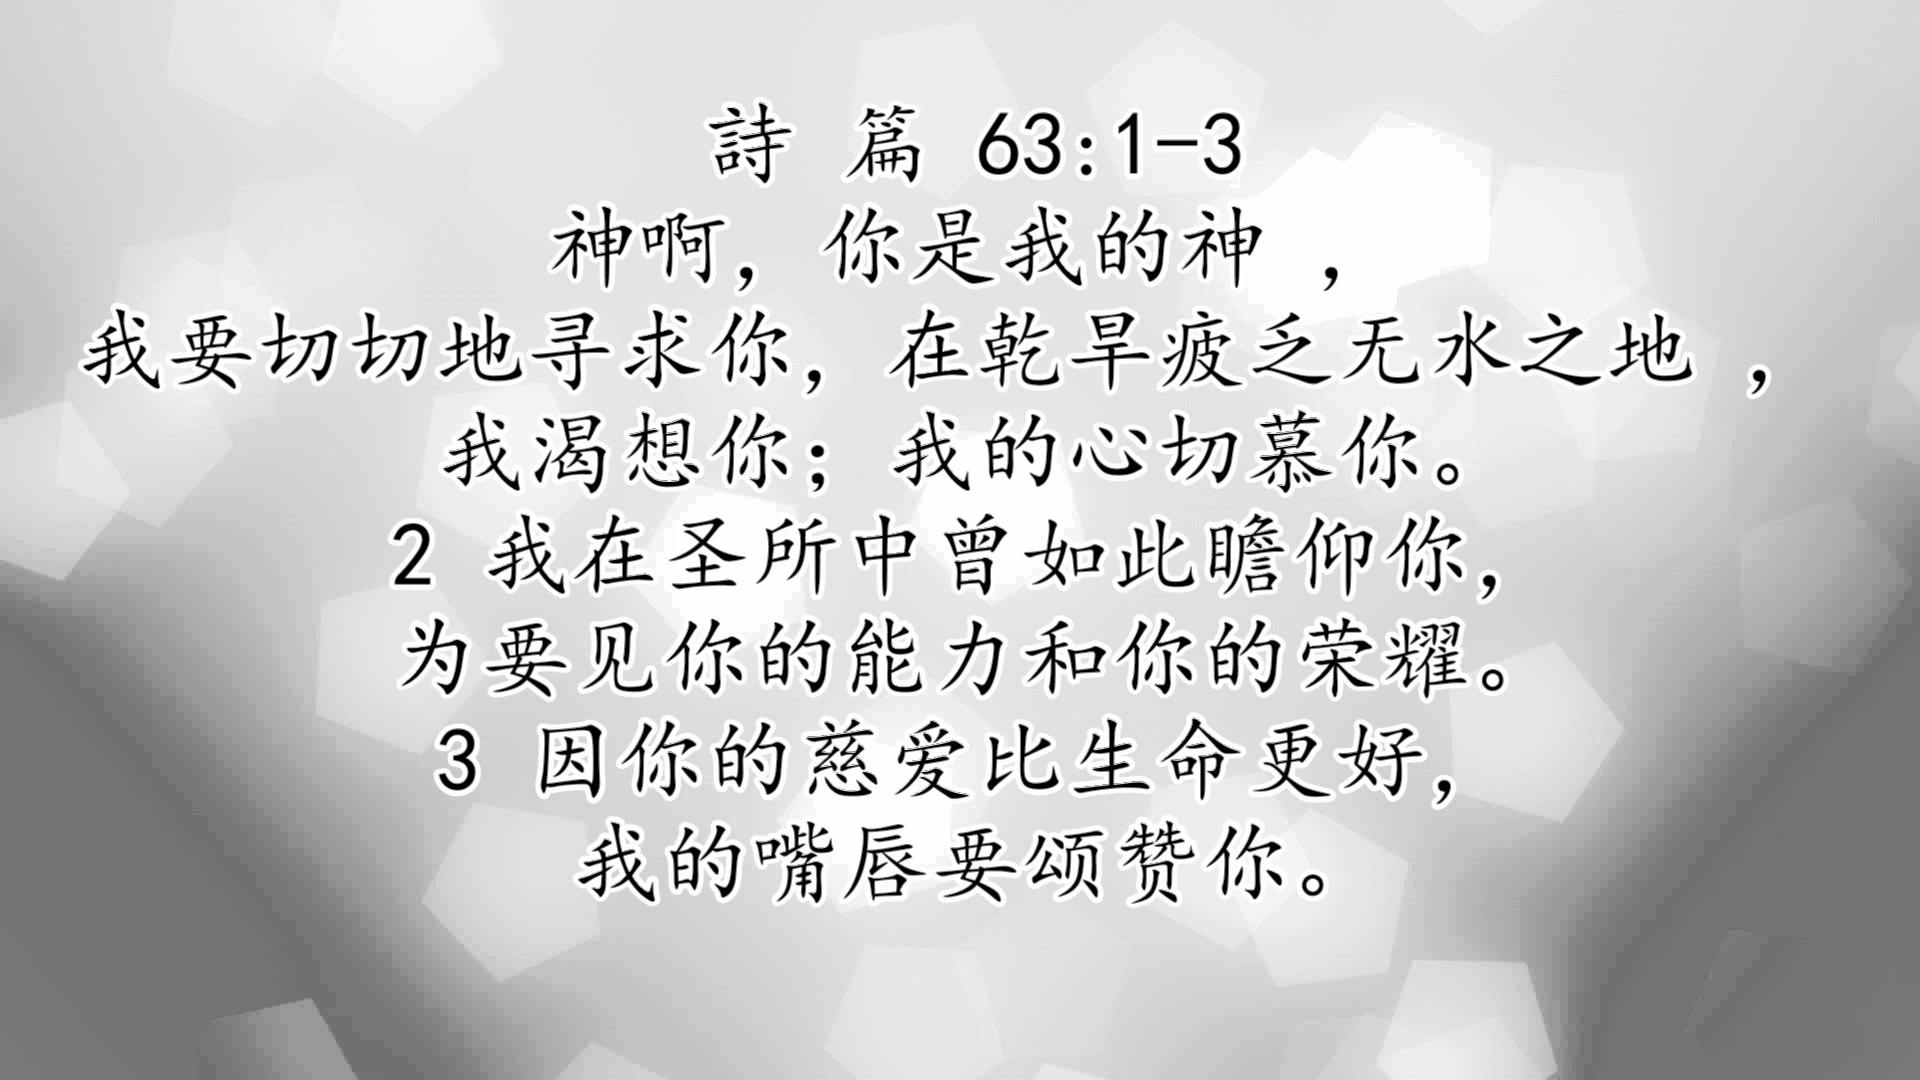 詩 篇 63:1-3
神啊，你是我的神 ，
我要切切地寻求你，在乾旱疲乏无水之地 ，
我渴想你；我的心切慕你。
2 我在圣所中曾如此瞻仰你，
为要见你的能力和你的荣耀。
3 因你的慈爱比生命更好，
我的嘴唇要颂赞你。